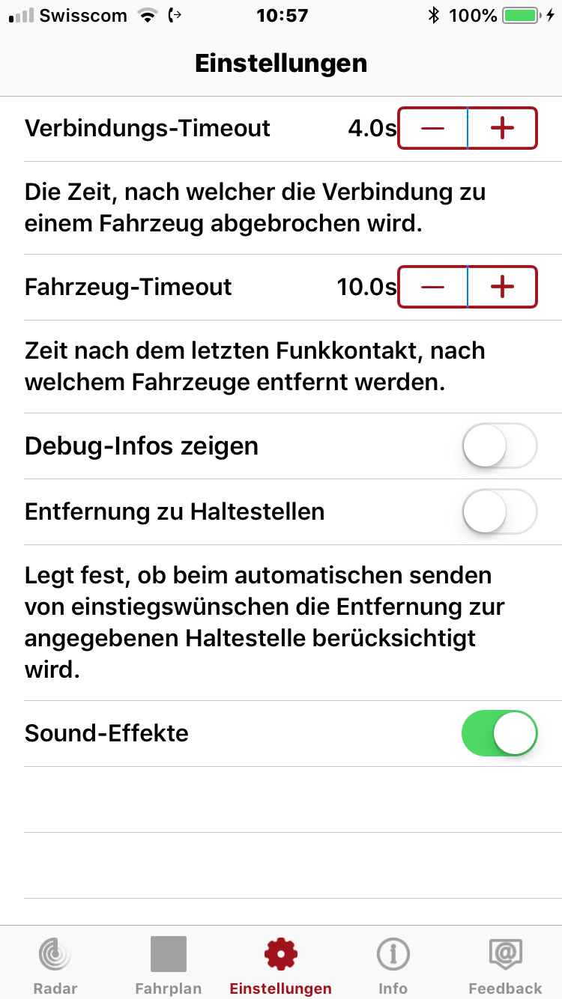 Swisscom 10:57 100%
Einstellungen
Verbindungs-Timeout 4.0s − +
Die Zeit, nach welcher die Verbindung zu
einem Fahrzeug abgebrochen wird.
Fahrzeug-Timeout 10.0s − +
Zeit nach dem letzten Funkkontakt, nach
welchem Fahrzeuge entfernt werden.
Debug-Infos zeigen
Entfernung zu Haltestellen
Legt fest, ob beim automatischen senden
von einstiegswünschen die Entfernung zur
angegebenen Haltestelle berücksichtigt
wird.
Sound-Effekte
Radar Fahrplan Einstellungen Info Feedback